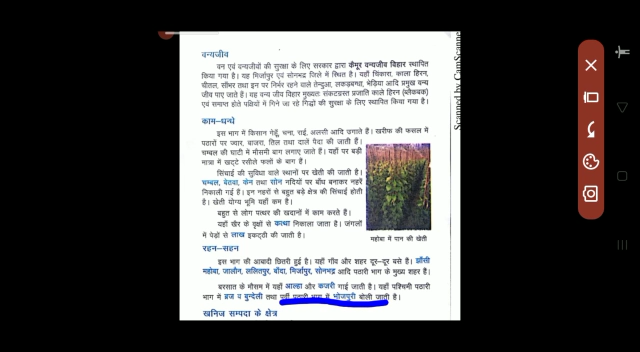 वन्यजीव
वन एवं वन्यजीवों की सुरक्षा के लिए सरकार द्वारा कैमूर वन्यजीव विहार स्थापित
किया गया है। यह मिर्जापुर एवं सोनभद्र जिले में स्थित है। यहाँ चिंकारा, काला हिरन,
चीतल, साँभर तथा इन पर निर्भर रहने वाले तेन्दुआ, लकड़बग्घा, भेड़िया आदि प्रमुख वन्य
जीव पाए जाते हैं। यह वन्य जीव विहार मुख्यतः संकटग्रस्त प्रजाति काले हिरन (ब्लैकबक)
एवं समाप्त होते पक्षियों में गिने जा रहे गिद्धों की सुरक्षा के लिए स्थापित किया गया है।
काम-धन्धे
इस भाग में किसान गेहूँ, चना, राई, अलसी आदि उगाते हैं। खरीफ की फसल में
पठारों पर ज्वार, बाजरा, तिल तथा दालें पैदा की जाती हैं।
चम्बल की घाटी में मौसमी बाग लगाए जाते हैं। यहाँ पर बड़ी
मात्रा में खट्टे रसीले फलों के बाग हैं।
सिंचाई की सुविधा वाले स्थानों पर खेती की जाती है।
चम्बल, बेतवा, केन तथा सोन नदियों पर बाँध बनाकर नहरें
निकाली गई हैं। इन नहरों से बहुत बड़े क्षेत्र की सिंचाई होती
है। खेती योग्य भूमि यहाँ कम है।
बहुत से लोग पत्थर की खदानों में काम करते हैं।
यहाँ खैर के वृक्षों से कत्था निकाला जाता है। जंगलों
में पेड़ों से लाख इकट्ठी की जाती है।
महोबा में पान की खेती
रहन-सहन
इस भाग की आबादी छितरी हुई है। यहाँ गाँव और शहर दूर-दूर बसे हैं। झाँसी
महोबा, जालौन, ललितपुर, बाँदा, मिर्जापुर, सोनभद्र आदि पठारी भाग के मुख्य शहर हैं।
बरसात के मौसम में यहाँ आल्हा और कजरी गाई जाती है। यहाँ पश्चिमी पठारी
भाग में ब्रज व बुन्देली तथा पूर्वी पठारी भाग में भोजपुरी बोली जाती है।
खनिज सम्पदा के क्षेत्र
Scanned by CamScanne